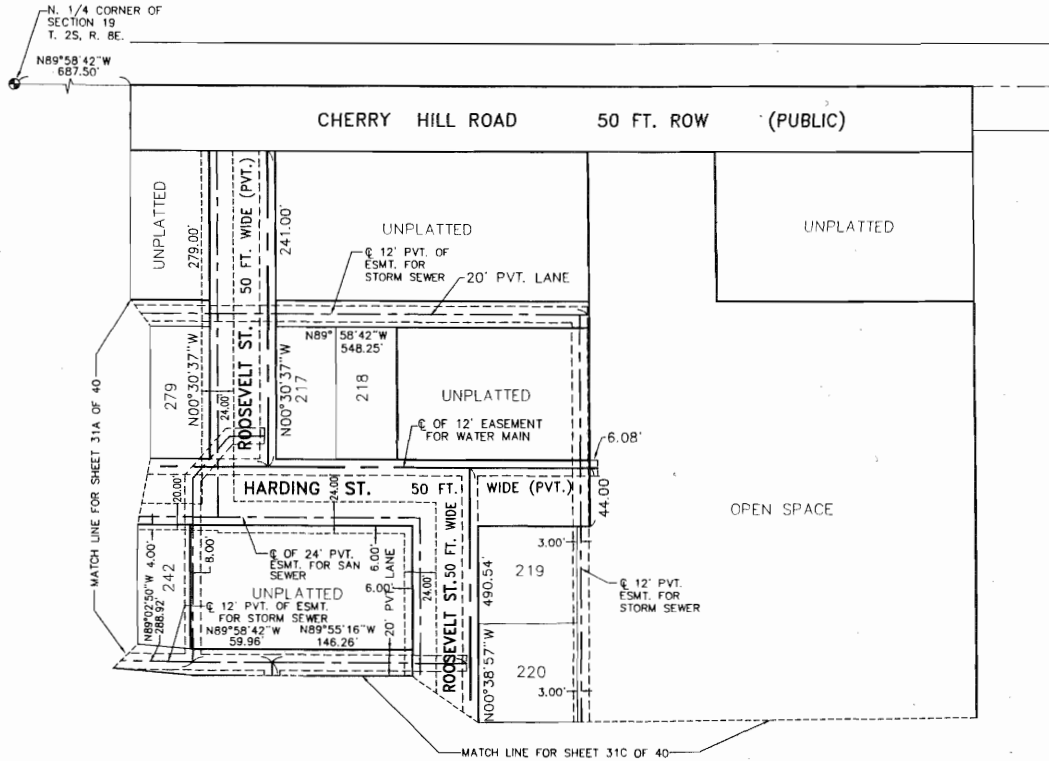 N. 1/4 CORNER OF
SECTION 19
T. 2S, R. 8E.
N89°58'42"W
687.50'
CHERRY HILL ROAD 50 FT. ROW (PUBLIC)
UNPLATTED
279.00'
ROOSEVELT ST. 50 FT. WIDE (PVT.)
241.00'
UNPLATTED
℄ 12' PVT. OF
ESMT. FOR
STORM SEWER
20' PVT. LANE
UNPLATTED
MATCH LINE FOR SHEET 31A OF 40
279
N00°30'37"W
24.00'
N00°30'37"W
217
N89° 58'42"W
548.25'
218
UNPLATTED
℄ OF 12' EASEMENT
FOR WATER MAIN
6.08'
44.00
20.00'
HARDING ST. 50 FT. WIDE (PVT.)
24.00'
OPEN SPACE
N89°02'50"W 4.00'
288.92'
242
8.00'
℄ OF 24' PVT.
ESMT. FOR SAN
SEWER
6.00'
UNPLATTED
6.00'
℄ 12' PVT. OF ESMT.
FOR STORM SEWER
N89°58'42"W
59.96'
N89°55'16"W
146.26'
20' PVT. LANE
24.00'
ROOSEVELT ST. 50 FT. WIDE
490.54'
N00°38'57"W
3.00'
219
℄ 12' PVT.
ESMT. FOR
STORM SEWER
220
3.00'
MATCH LINE FOR SHEET 31C OF 40